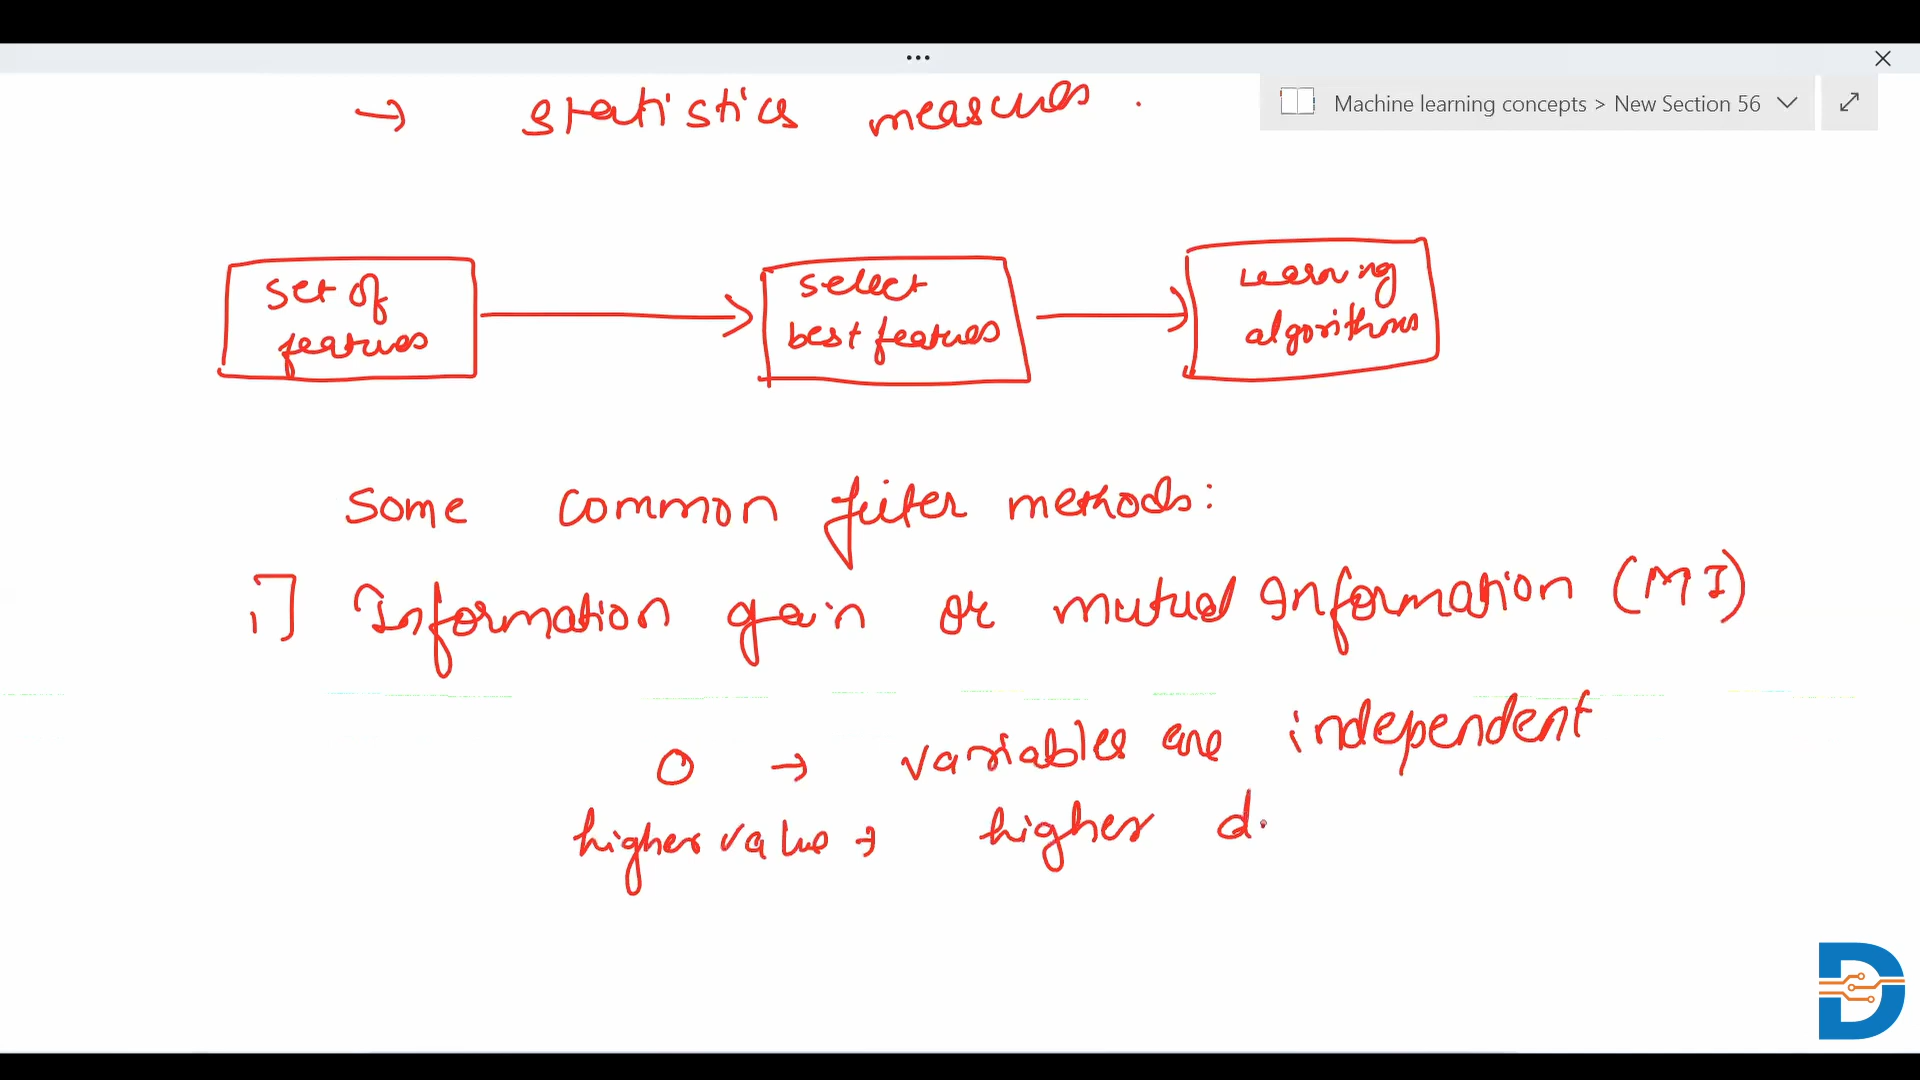 → statistics measures .
Machine learning concepts > New Section 56
set of features
select best features
Learning algorithms
Some common filter methods:
1] Information gain or mutual Information (MI)
0 → variables are independent
higher value → higher d.